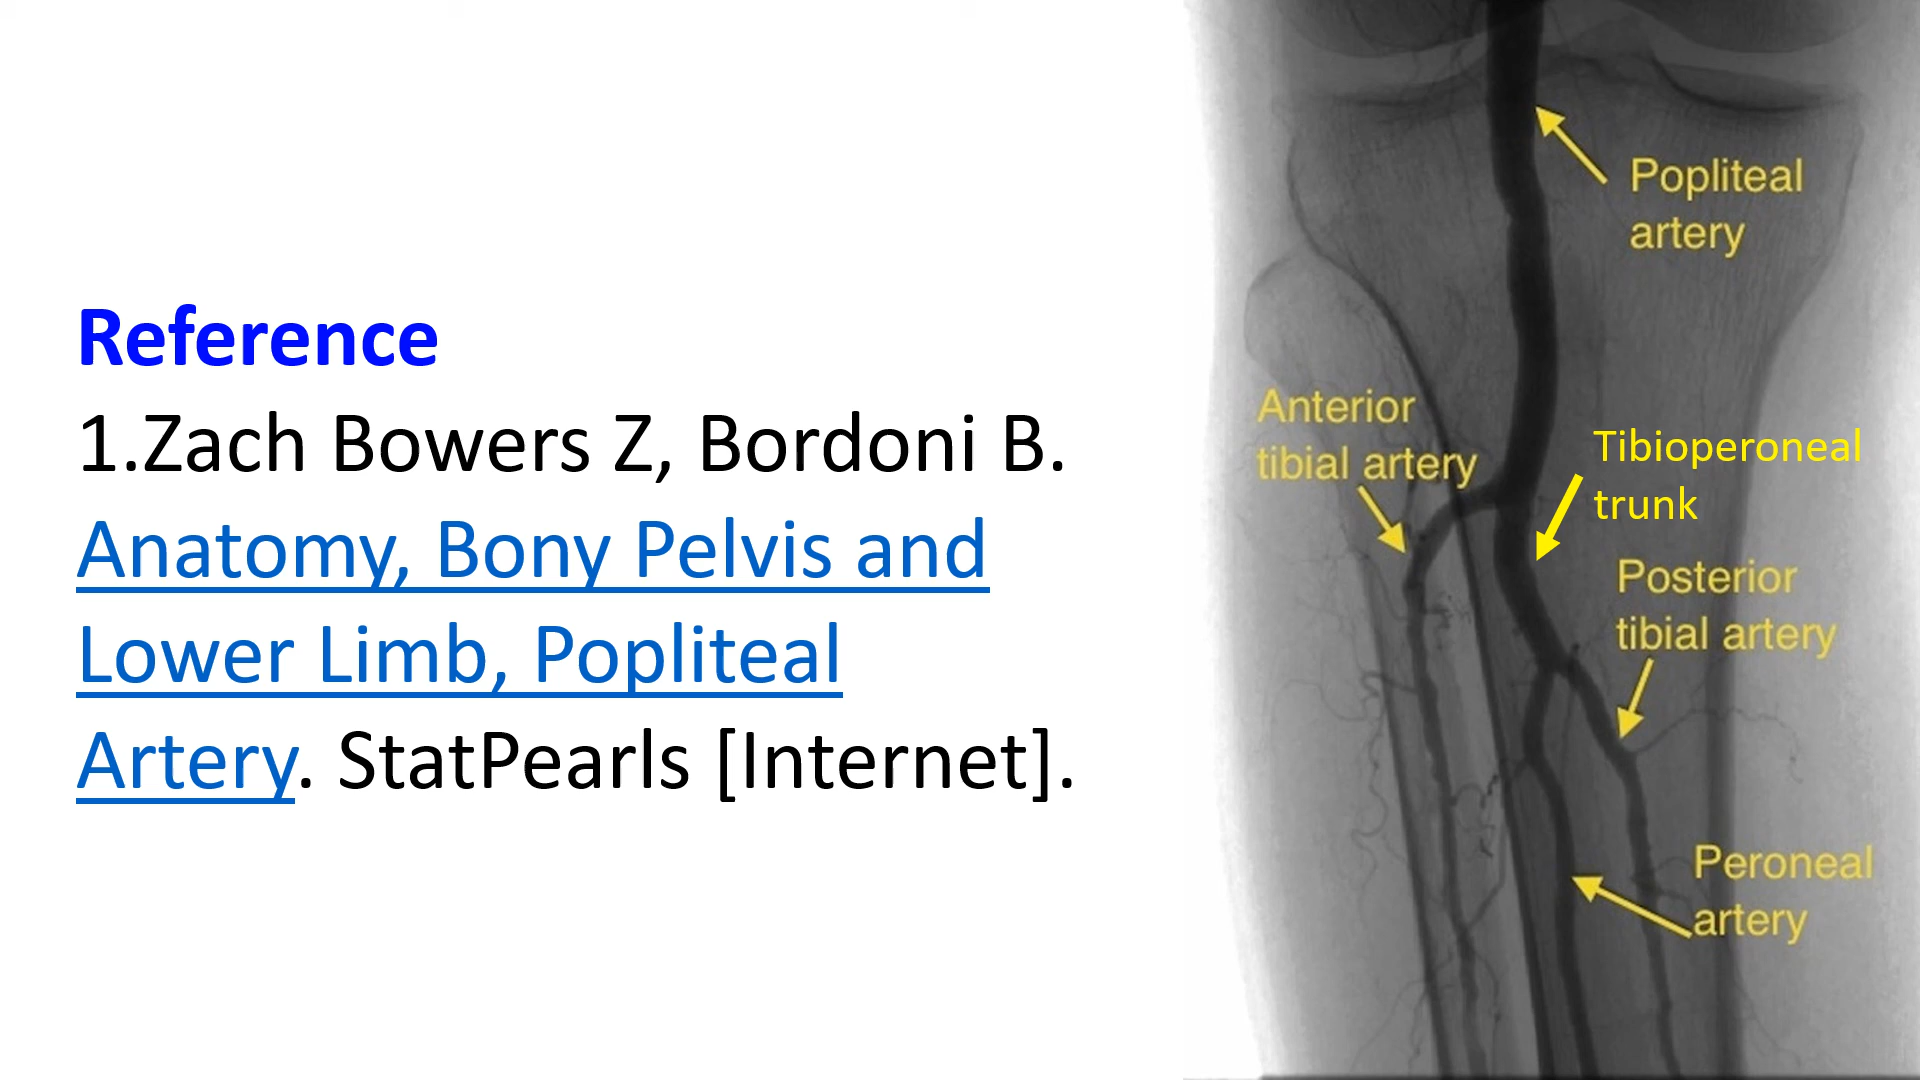 Reference
1.Zach Bowers Z, Bordoni B.
Anatomy, Bony Pelvis and
Lower Limb, Popliteal
Artery. StatPearls [Internet].
Popliteal
artery
Anterior
tibial artery
Tibioperoneal
trunk
Posterior
tibial artery
Peroneal
artery